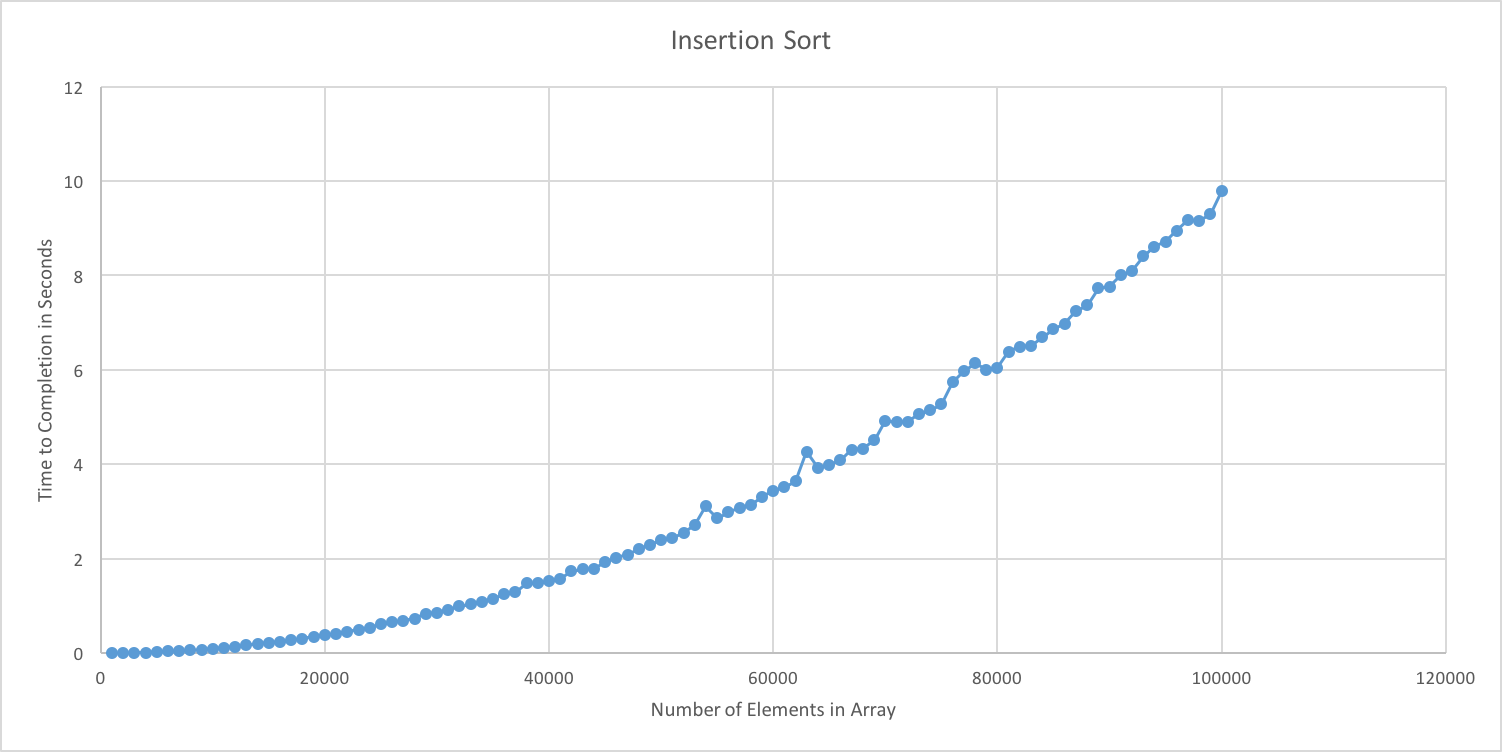 Insertion Sort
12
10
8
6
4
2
0
Time to Completion in Seconds
0 20000 40000 60000 80000 100000 120000
Number of Elements in Array